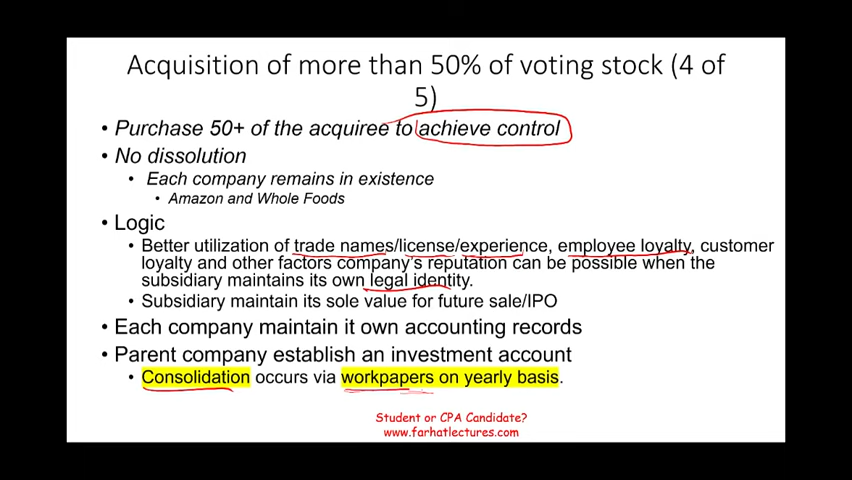 Acquisition of more than 50% of voting stock (4 of
5)
• Purchase 50+ of the acquiree to achieve control
• No dissolution
• Each company remains in existence
• Amazon and Whole Foods
• Logic
• Better utilization of trade names/license/experience, employee loyalty, customer
loyalty and other factors company's reputation can be possible when the
subsidiary maintains its own legal identity.
• Subsidiary maintain its sole value for future sale/IPO
• Each company maintain it own accounting records
• Parent company establish an investment account
• Consolidation occurs via workpapers on yearly basis.
Student or CPA Candidate?
www.farhatlectures.com